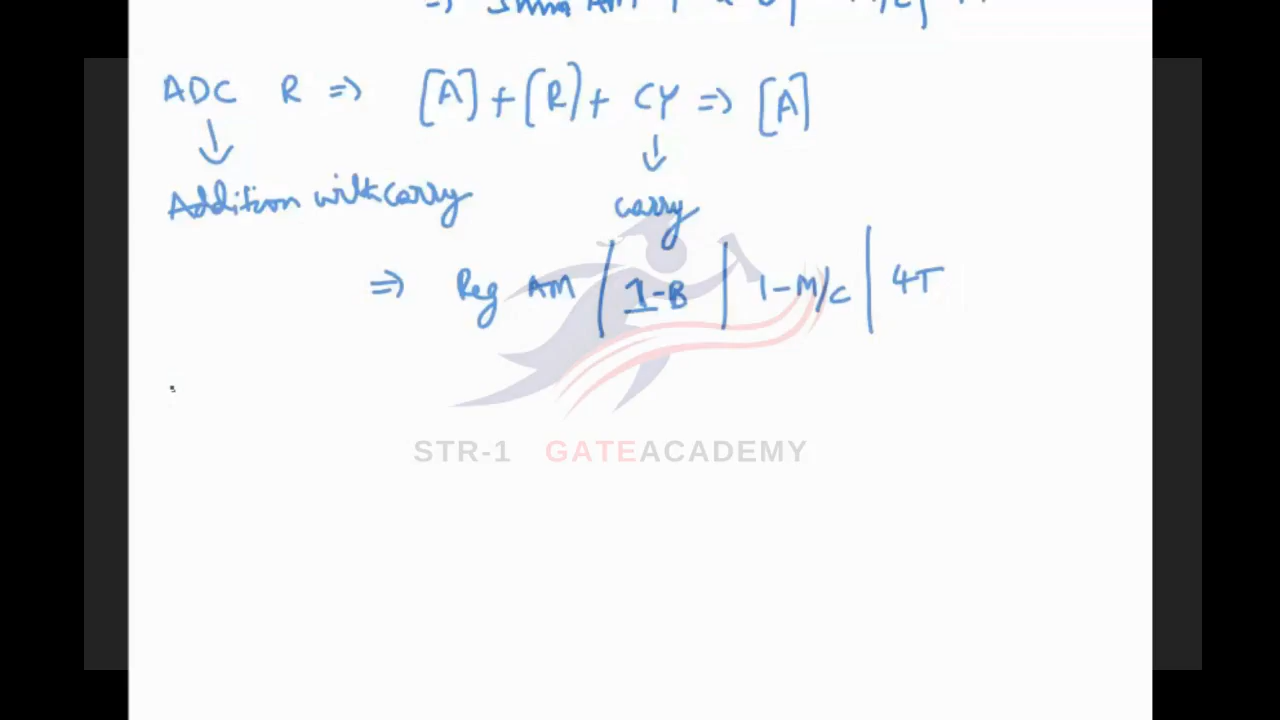 ADC R ⇒ [A] + [R] + CY ⇒ [A]
↓ ↓
Addition with carry carry
⇒ Reg AM | 1-B | 1-M/c | 4T
STR-1 GATEACADEMY